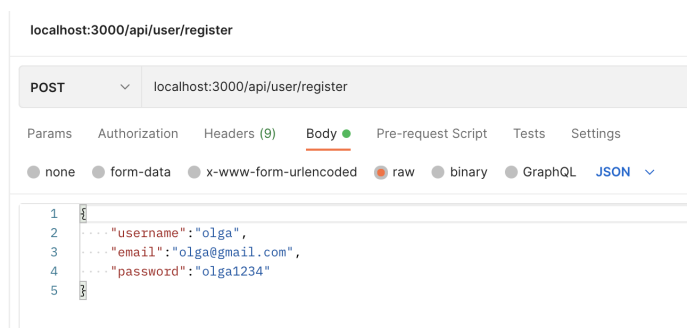 localhost:3000/api/user/register
POST localhost:3000/api/user/register
Params Authorization Headers (9) Body Pre-request Script Tests Settings
none form-data x-www-form-urlencoded raw binary GraphQL JSON
1 {
2 "username":"olga",
3 "email":"olga@gmail.com",
4 "password":"olga1234"
5 }